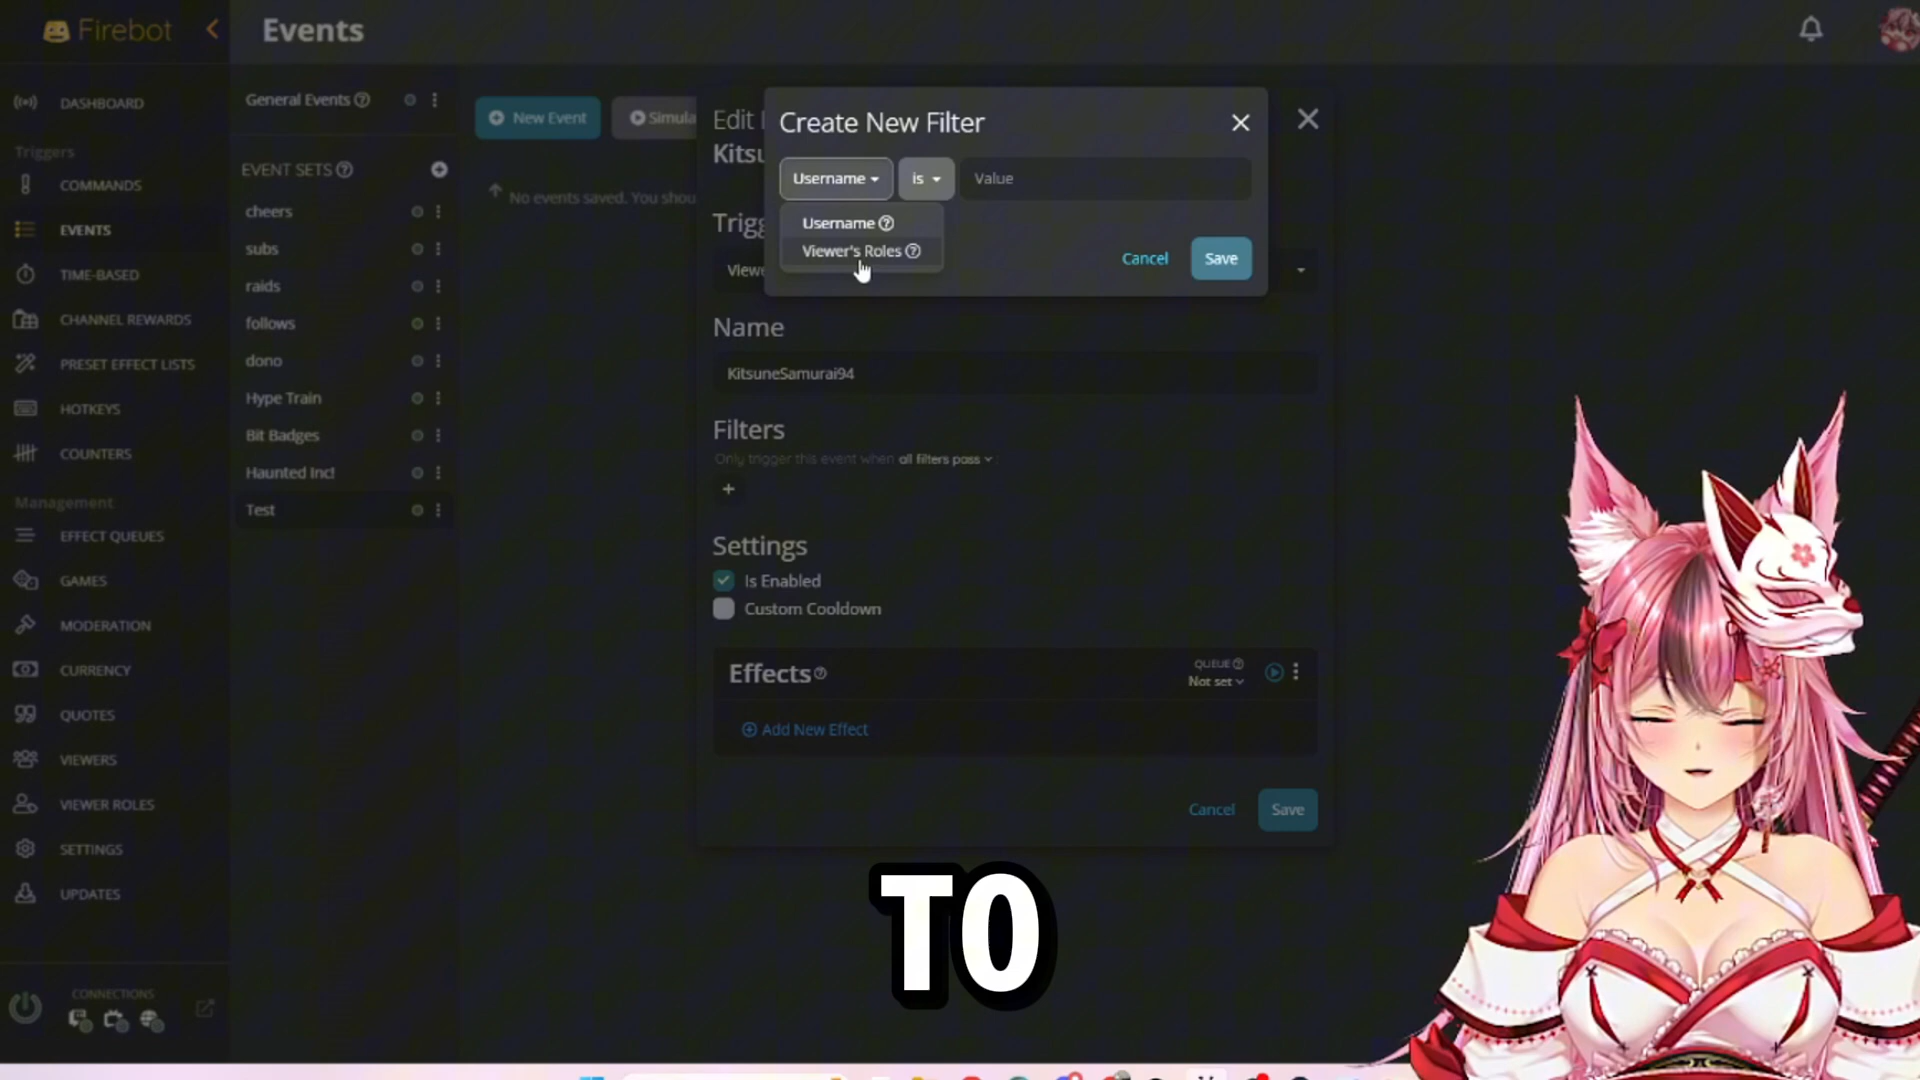 Firebot
Events
DASHBOARD
Triggers
COMMANDS
EVENTS
TIME-BASED
CHANNEL REWARDS
PRESET EFFECT LISTS
HOTKEYS
COUNTERS
Management
EFFECT QUEUES
GAMES
MODERATION
CURRENCY
QUOTES
VIEWERS
VIEWER ROLES
SETTINGS
UPDATES
CONNECTIONS
General Events
EVENT SETS
cheers
subs
raids
follows
dono
Hype Train
Bit Badges
Haunted Inc!
Test
New Event
Simula
No events saved. You shou
Edit
Kitsu
Trigg
Viewe
Create New Filter
Username is Value
Username
Viewer's Roles
Cancel Save
Name
KitsuneSamurai94
Filters
Only trigger this event when all filters pass
Settings
Is Enabled
Custom Cooldown
Effects
QUEUE
Not set
Add New Effect
Cancel Save
TO